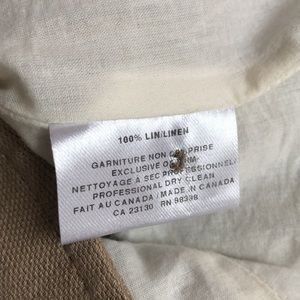 100% LIN/LINEN
GARNITURE NON
EXCLUSIVE OF
NETTOYAGE À SEC PROFESSIONNEL/
PROFESSIONAL DRY CLEAN
FAIT AU CANADA / MADE IN CANADA
CA 23130 RN 98398